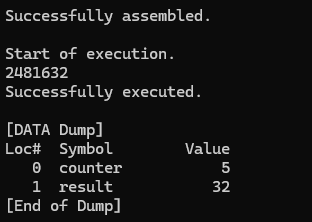 Successfully assembled.
Start of execution.
2481632
Successfully executed.
[DATA Dump]
Loc#  Symbol        Value
   0  counter           5
   1  result           32
[End of Dump]